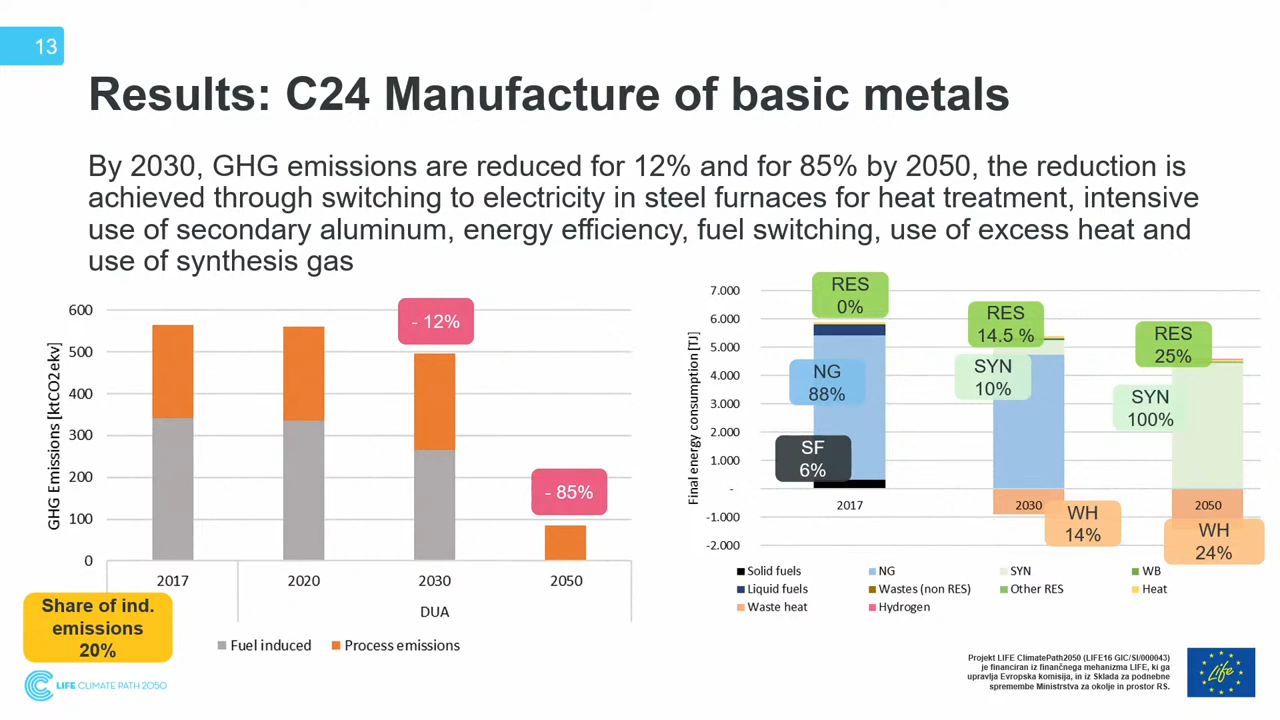 13
Results: C24 Manufacture of basic metals
By 2030, GHG emissions are reduced for 12% and for 85% by 2050, the reduction is
achieved through switching to electricity in steel furnaces for heat treatment, intensive
use of secondary aluminum, energy efficiency, fuel switching, use of excess heat and
use of synthesis gas
GHG Emissions [ktCO2 ekv]
600
500
400
300
200
100
0
- 12%
- 85%
2017
2020
2030
2050
DUA
Fuel induced
Process emissions
Share of ind.
emissions
20%
Final energy consumption [TJ]
7.000
6.000
5.000
4.000
3.000
2.000
1.000
-
-1.000
-2.000
RES
0%
NG
88%
SF
6%
RES
14.5 %
SYN
10%
WH
14%
RES
25%
SYN
100%
WH
24%
2017
2030
2050
Solid fuels
NG
SYN
WB
Liquid fuels
Wastes (non RES)
Other RES
Heat
Waste heat
Hydrogen
LIFE CLIMATE PATH 2050
Projekt LIFE ClimatePath2050 (LIFE16 GIC/SI/000043)
je financiran iz finančnega mehanizma LIFE, ki ga
upravlja Evropska komisija, in iz Sklada za podnebne
spremembe Ministrstva za okolje in prostor RS.
Life